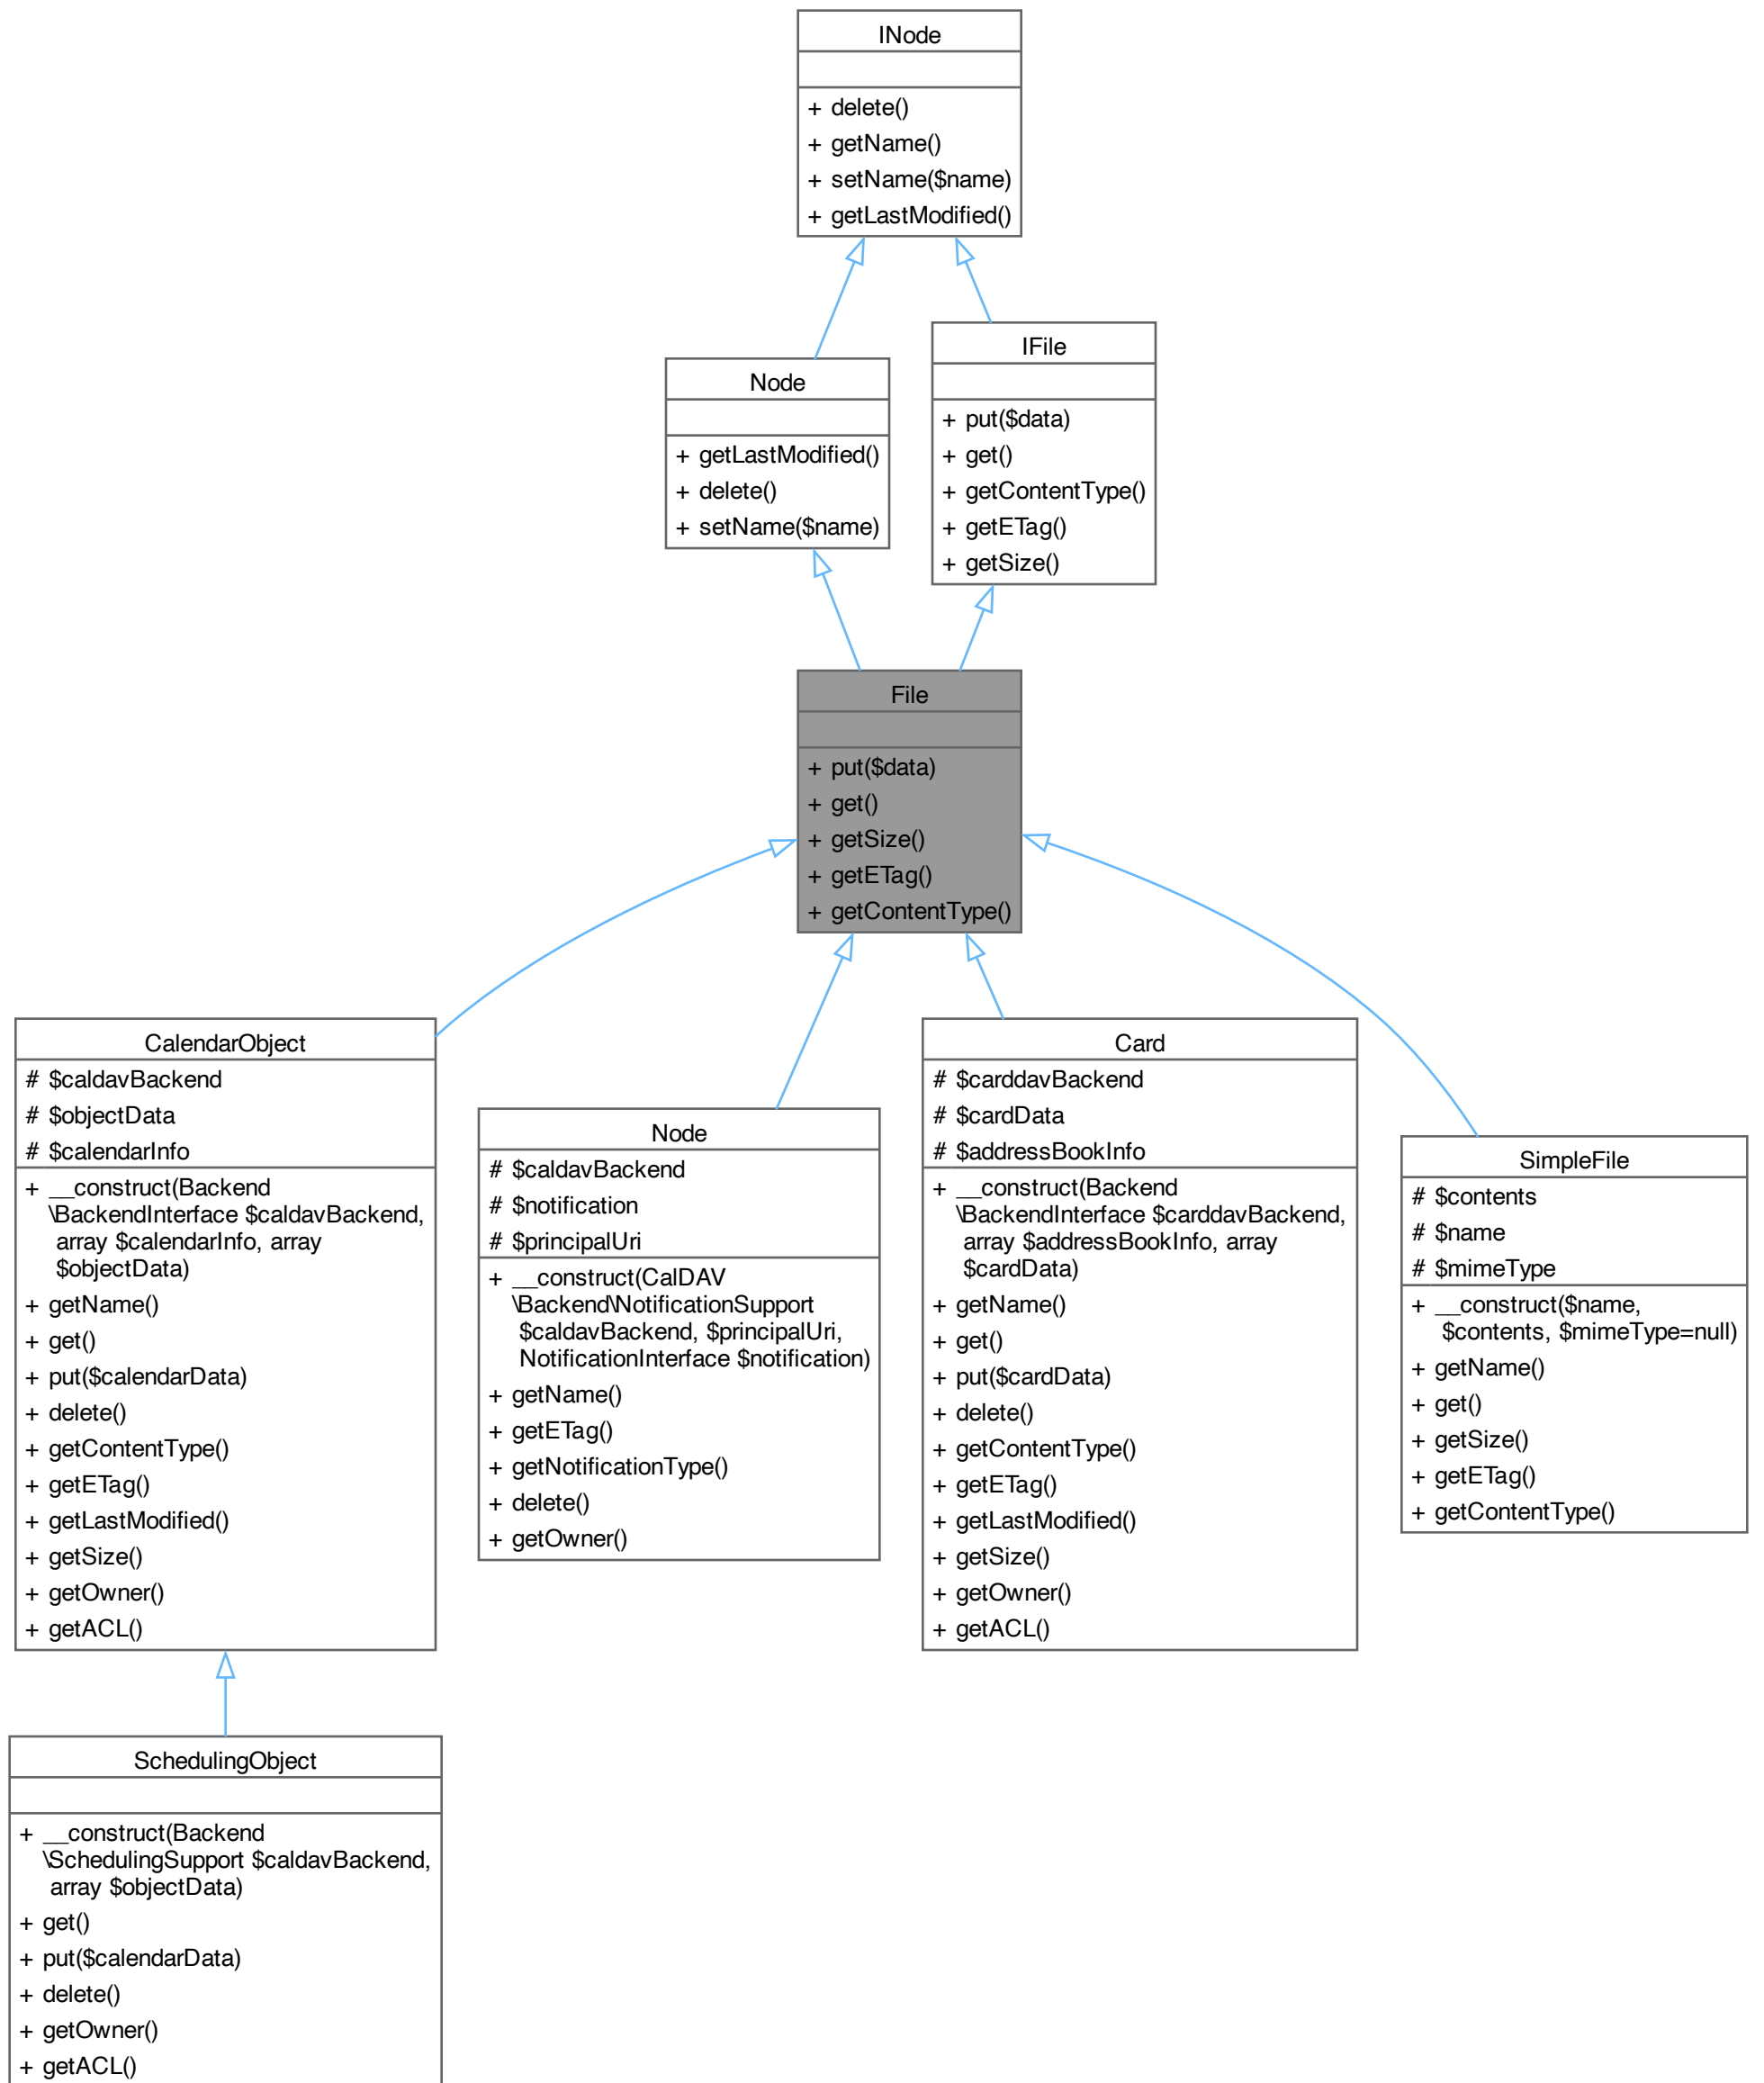 INode
+ delete()
+ getName()
+ setName($name)
+ getLastModified()
Node
+ getLastModified()
+ delete()
+ setName($name)
IFile
+ put($data)
+ get()
+ getContentType()
+ getETag()
+ getSize()
File
+ put($data)
+ get()
+ getSize()
+ getETag()
+ getContentType()
CalendarObject
# $caldavBackend
# $objectData
# $calendarInfo
+ __construct(Backend
\BackendInterface $caldavBackend,
array $calendarInfo, array
$objectData)
+ getName()
+ get()
+ put($calendarData)
+ delete()
+ getContentType()
+ getETag()
+ getLastModified()
+ getSize()
+ getOwner()
+ getACL()
Node
# $caldavBackend
# $notification
# $principalUri
+ __construct(CalDAV
\Backend\NotificationSupport
$caldavBackend, $principalUri,
NotificationInterface $notification)
+ getName()
+ getETag()
+ getNotificationType()
+ delete()
+ getOwner()
Card
# $carddavBackend
# $cardData
# $addressBookInfo
+ __construct(Backend
\BackendInterface $carddavBackend,
array $addressBookInfo, array
$cardData)
+ getName()
+ get()
+ put($cardData)
+ delete()
+ getContentType()
+ getETag()
+ getLastModified()
+ getSize()
+ getOwner()
+ getACL()
SimpleFile
# $contents
# $name
# $mimeType
+ __construct($name,
$contents, $mimeType=null)
+ getName()
+ get()
+ getSize()
+ getETag()
+ getContentType()
SchedulingObject
+ __construct(Backend
\SchedulingSupport $caldavBackend,
array $objectData)
+ get()
+ put($calendarData)
+ delete()
+ getOwner()
+ getACL()